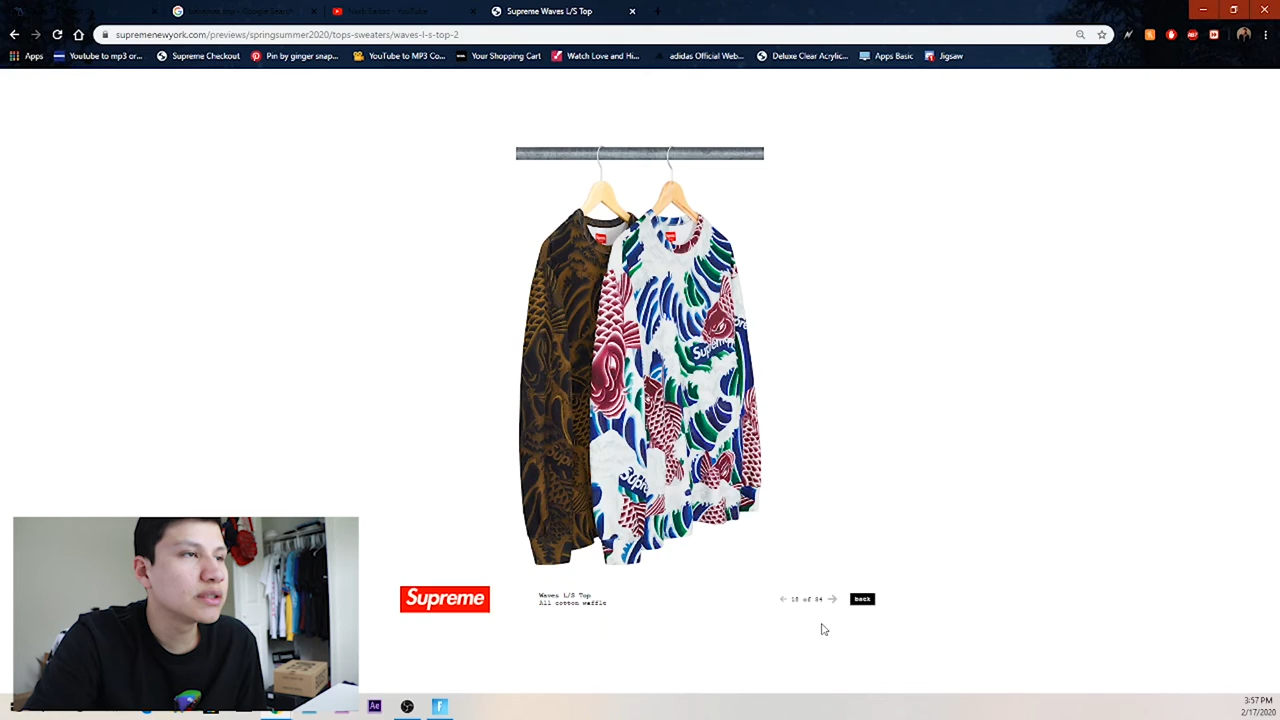 Supreme Waves L/S Top
supremenewyork.com/previews/springsummer2020/tops-sweaters/waves-l-s-top-2
Apps
Youtube to mp3 or...
Supreme Checkout
Pin by ginger snap...
YouTube to MP3 Co...
Your Shopping Cart
Watch Love and Hi...
adidas Official Web...
Deluxe Clear Acrylic...
Apps Basic
Jigsaw
Supreme
Supreme
Waves L/S Top
All cotton waffle
back
Ae
3:57 PM
2/17/2020